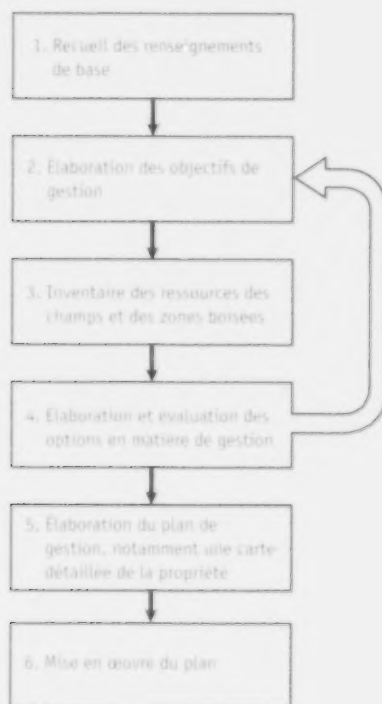 1. Recueil des renseignements
de base
2. Élaboration des objectifs de
gestion
3. Inventaire des ressources des
champs et des zones boisées
4. Élaboration et évaluation des
options en matière de gestion
5. Élaboration du plan de
gestion, notamment une carte
détaillée de la propriété
6. Mise en œuvre du plan